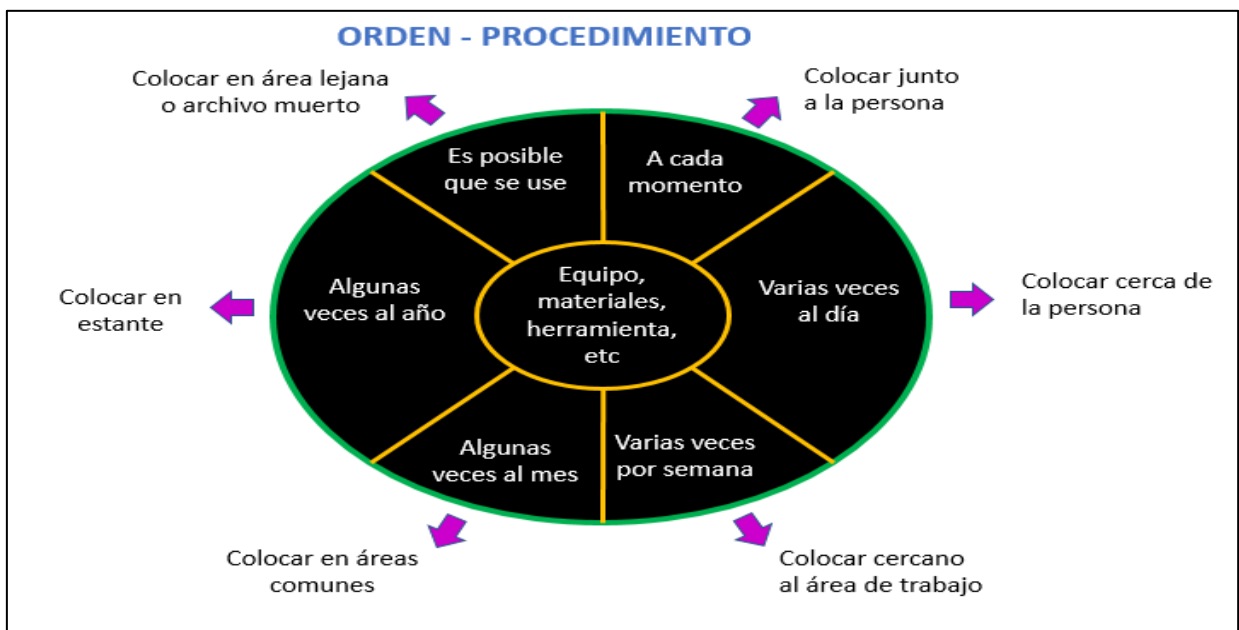 ORDEN - PROCEDIMIENTO
Colocar en área lejana
o archivo muerto
Colocar junto
a la persona
Es posible
que se use
A cada
momento
Colocar en
estante
Algunas
veces al año
Equipo,
materiales,
herramienta,
etc
Varias veces
al día
Colocar cerca de
la persona
Algunas
veces al mes
Varias veces
por semana
Colocar en áreas
comunes
Colocar cercano
al área de trabajo